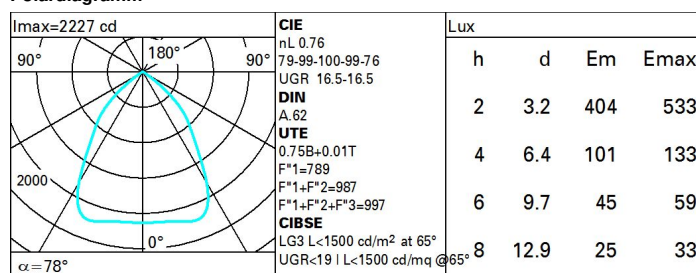 Imax=2227 cd
90°
180°
90°
2000
0°
α=78°
CIE
nL 0.76
79-99-100-99-76
UGR 16.5-16.5
DIN
A.62
UTE
0.75B+0.01T
F"1=789
F"1+F"2=987
F"1+F"2+F"3=997
CIBSE
LG3 L<1500 cd/m² at 65°
UGR<19 | L<1500 cd/mq @65°
Lux
h d Em Emax
2 3.2 404 533
4 6.4 101 133
6 9.7 45 59
8 12.9 25 33